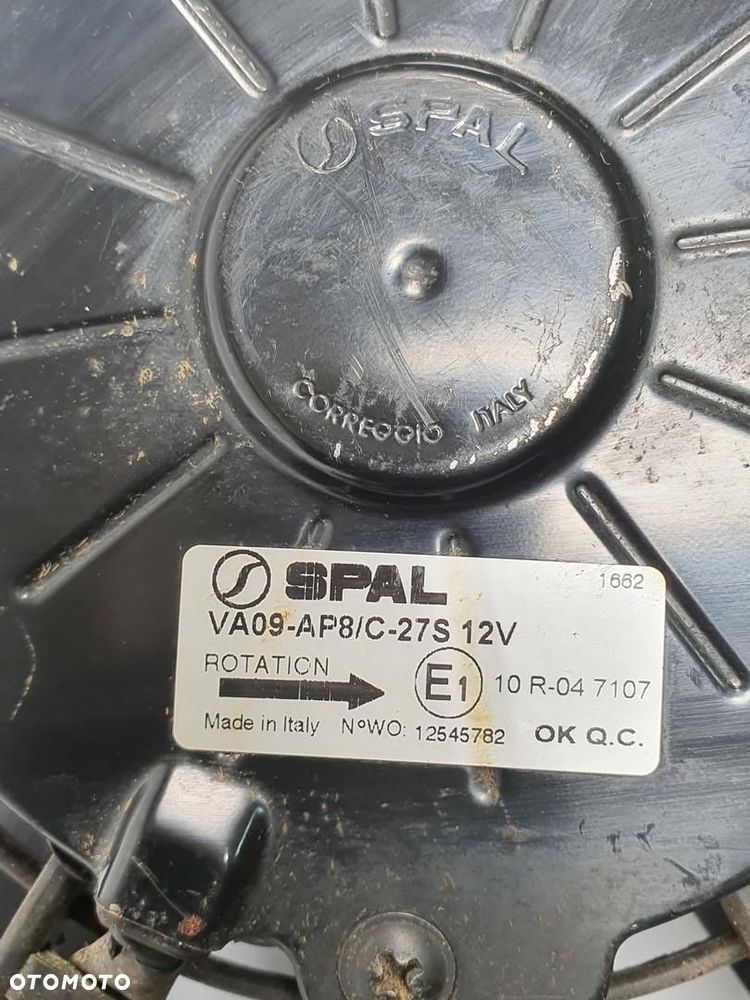 SPAL
CORREGGIO ITALY
SPAL 1662
VA09-AP8/C-27S 12V
ROTATION
E1 10 R-04 7107
Made in Italy NºWO: 12545782 OK Q.C.
OTOMOTO